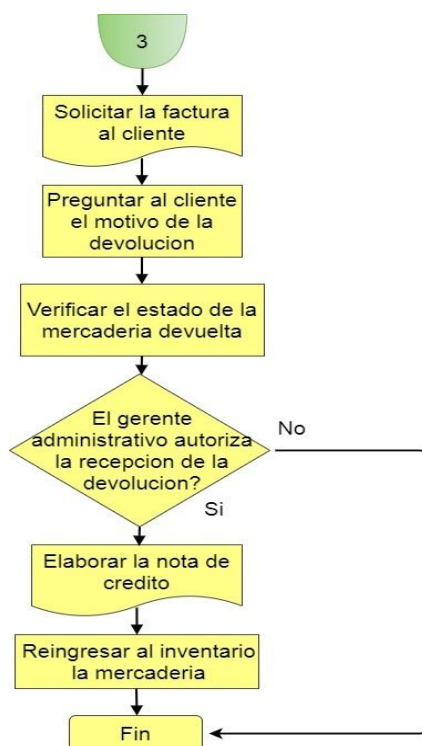 3
Solicitar la factura
al cliente
Preguntar al cliente
el motivo de la
devolucion
Verificar el estado de la
mercaderia devuelta
El gerente
administrativo autoriza
la recepcion de la
devolucion?
No
Si
Elaborar la nota de
credito
Reingresar al inventario
la mercaderia
Fin